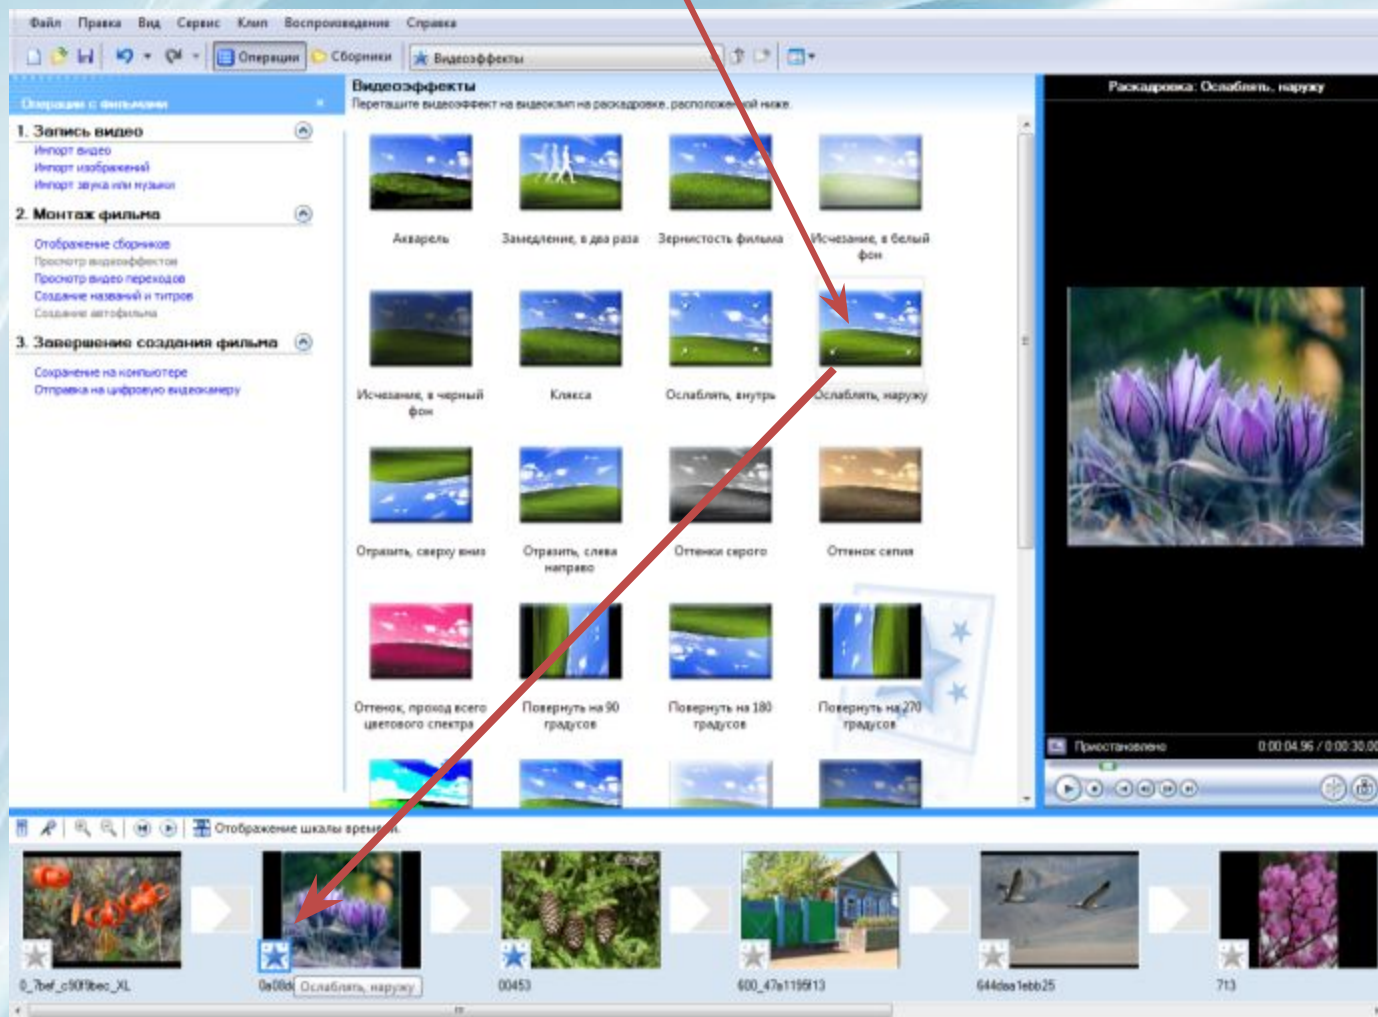 Файл Правка Вид Сервис Клип Воспроизведение Справка
Операции Сборники Видеоэффекты
Операции с фильмами
1. Запись видео
Импорт видео
Импорт изображений
Импорт звука или музыки
2. Монтаж фильма
Отображение сборников
Просмотр видеоэффектов
Просмотр видео переходов
Создание названий и титров
Создание автофильма
3. Завершение создания фильма
Сохранение на компьютере
Отправка на цифровую видеокамеру
Видеоэффекты
Перетащите видеоэффект на видеоклип на раскадровке, расположенной ниже.
Акварель
Замедление, в два раза
Зернистость фильма
Исчезание, в белый
фон
Исчезание, в черный
фон
Клякса
Ослаблять, внутрь
Ослаблять, наружу
Отразить, сверху вниз
Отразить, слева
направо
Оттенки серого
Оттенок сепия
Оттенок, проход всего
цветового спектра
Повернуть на 90
градусов
Повернуть на 180
градусов
Повернуть на 270
градусов
Раскадровка: Ослаблять, наружу
Приостановлено 0:00:04.96 / 0:00:30.00
Отображение шкалы времени.
0_7bef_c90f9bec_XL
Ослаблять, наружу
00453
600_47e1195f13
644daa1ebb25
713